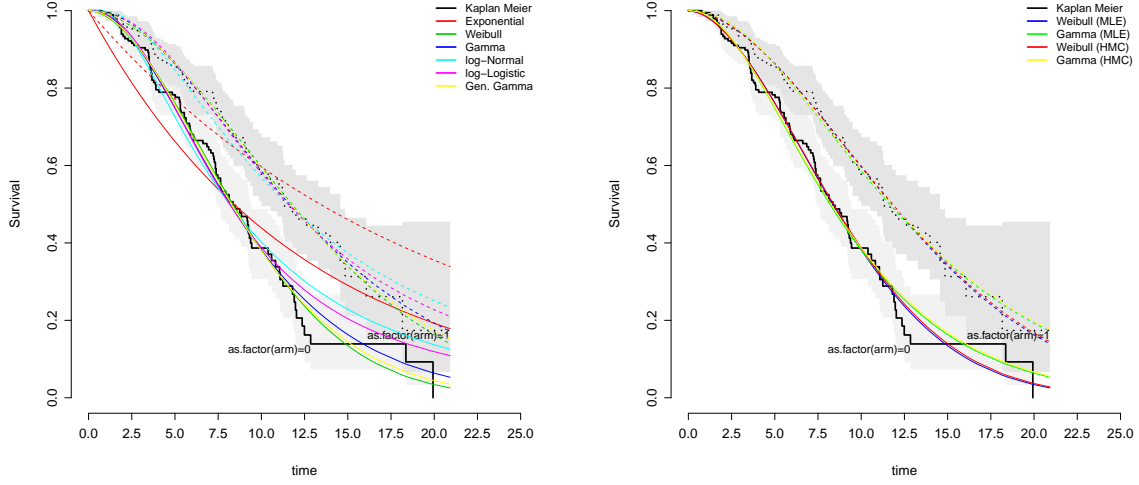 Kaplan Meier
Exponential
Weibull
Gamma
log−Normal
log−Logistic
Gen. Gamma
Survival
1.0
0.8
0.6
0.4
0.2
0.0
as.factor(arm)=1
as.factor(arm)=0
0.0 2.5 5.0 7.5 10.0 12.5 15.0 17.5 20.0 22.5 25.0
time
Kaplan Meier
Weibull (MLE)
Gamma (MLE)
Weibull (HMC)
Gamma (HMC)
Survival
1.0
0.8
0.6
0.4
0.2
0.0
as.factor(arm)=1
as.factor(arm)=0
0.0 2.5 5.0 7.5 10.0 12.5 15.0 17.5 20.0 22.5 25.0
time